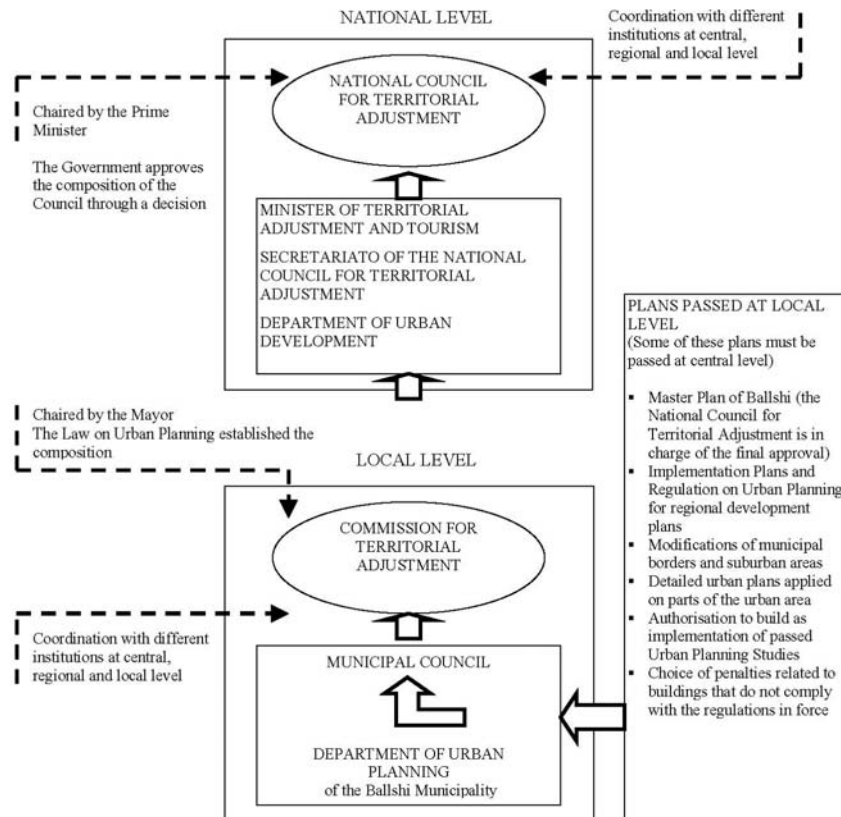 NATIONAL LEVEL
Coordination with different
institutions at central,
regional and local level
NATIONAL COUNCIL
FOR TERRITORIAL
ADJUSTMENT
Chaired by the Prime
Minister
The Government approves
the composition of the
Council through a decision
MINISTER OF TERRITORIAL
ADJUSTMENT AND TOURISM
SECRETARIATO OF THE NATIONAL
COUNCIL FOR TERRITORIAL
ADJUSTMENT
DEPARTMENT OF URBAN
DEVELOPMENT
PLANS PASSED AT LOCAL
LEVEL
(Some of these plans must be
passed at central level)
▪ Master Plan of Ballshi (the
National Council for
Territorial Adjustment is in
charge of the final approval)
▪ Implementation Plans and
Regulation on Urban Planning
for regional development
plans
▪ Modifications of municipal
borders and suburban areas
▪ Detailed urban plans applied
on parts of the urban area
▪ Authorisation to build as
implementation of passed
Urban Planning Studies
▪ Choice of penalties related to
buildings that do not comply
with the regulations in force
Chaired by the Mayor
The Law on Urban Planning established the
composition
LOCAL LEVEL
COMMISSION FOR
TERRITORIAL
ADJUSTMENT
Coordination with different
institutions at central,
regional and local level
MUNICIPAL COUNCIL
DEPARTMENT OF URBAN
PLANNING
of the Ballshi Municipality